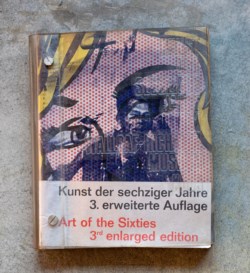 Kunst der sechziger Jahre
3. erweiterte Auflage
Art of the Sixties
3rd enlarged edition